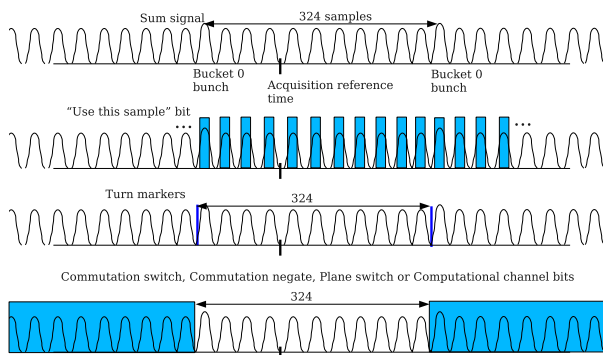 Sum signal
324 samples
Bucket 0
bunch
Acquisition reference
time
Bucket 0
bunch
“Use this sample” bit
...
...
Turn markers
324
Commutation switch, Commutation negate, Plane switch or Computational channel bits
324